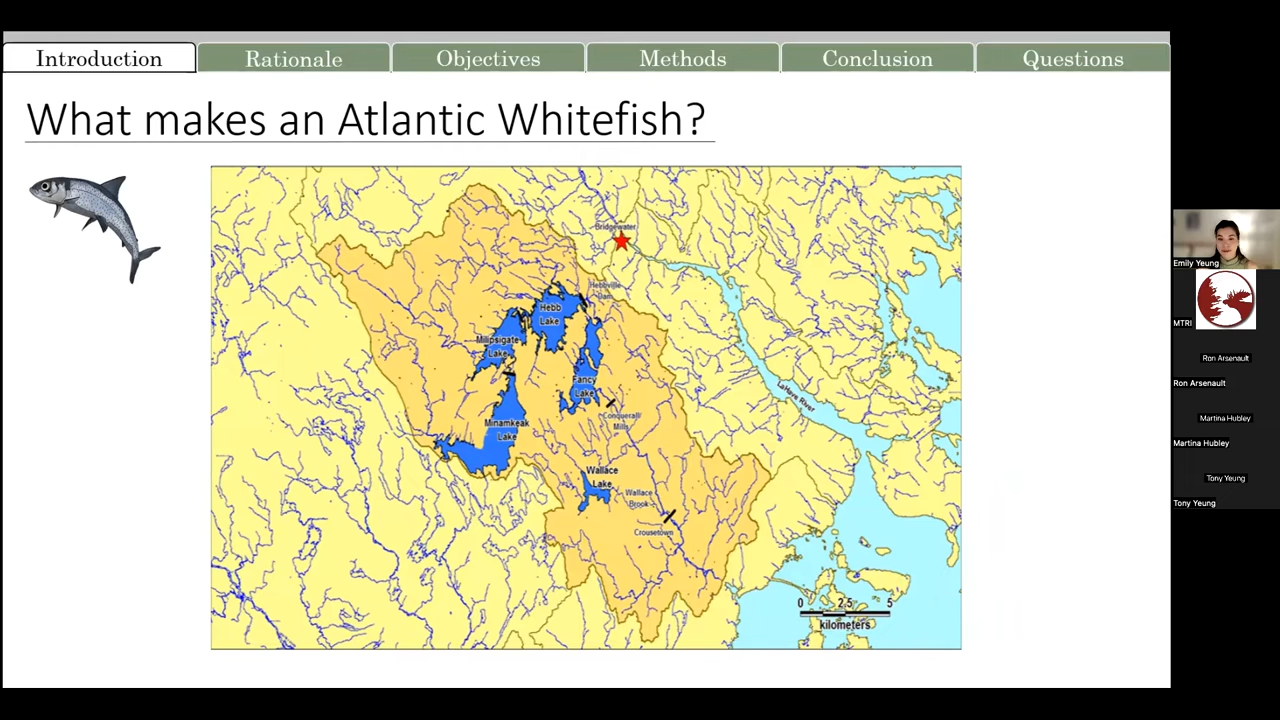 Introduction
Rationale
Objectives
Methods
Conclusion
Questions
What makes an Atlantic Whitefish?
Bridgewater
Hebbville
Dam
Hebb
Lake
Milipsigate
Lake
Fancy
Lake
Conquerall
Mills
Minamkeak
Lake
LaHave River
Wallace
Lake
Wallace
Brook
Crousetown
0 2.5 5
kilometers
Emily Yeung
MTRI
Ron Arsenault
Ron Arsenault
Martina Hubley
Martina Hubley
Tony Yeung
Tony Yeung